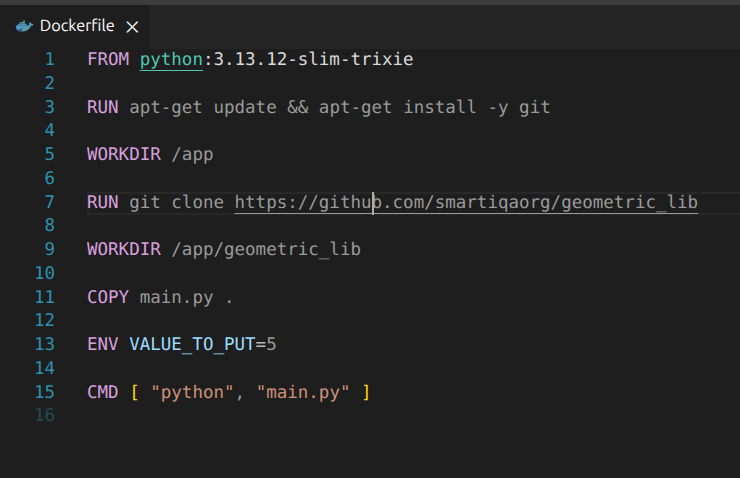 Dockerfile
1 FROM python:3.13.12-slim-trixie
2
3 RUN apt-get update && apt-get install -y git
4
5 WORKDIR /app
6
7 RUN git clone https://github.com/smartiqaorg/geometric_lib
8
9 WORKDIR /app/geometric_lib
10
11 COPY main.py .
12
13 ENV VALUE_TO_PUT=5
14
15 CMD [ "python", "main.py" ]
16